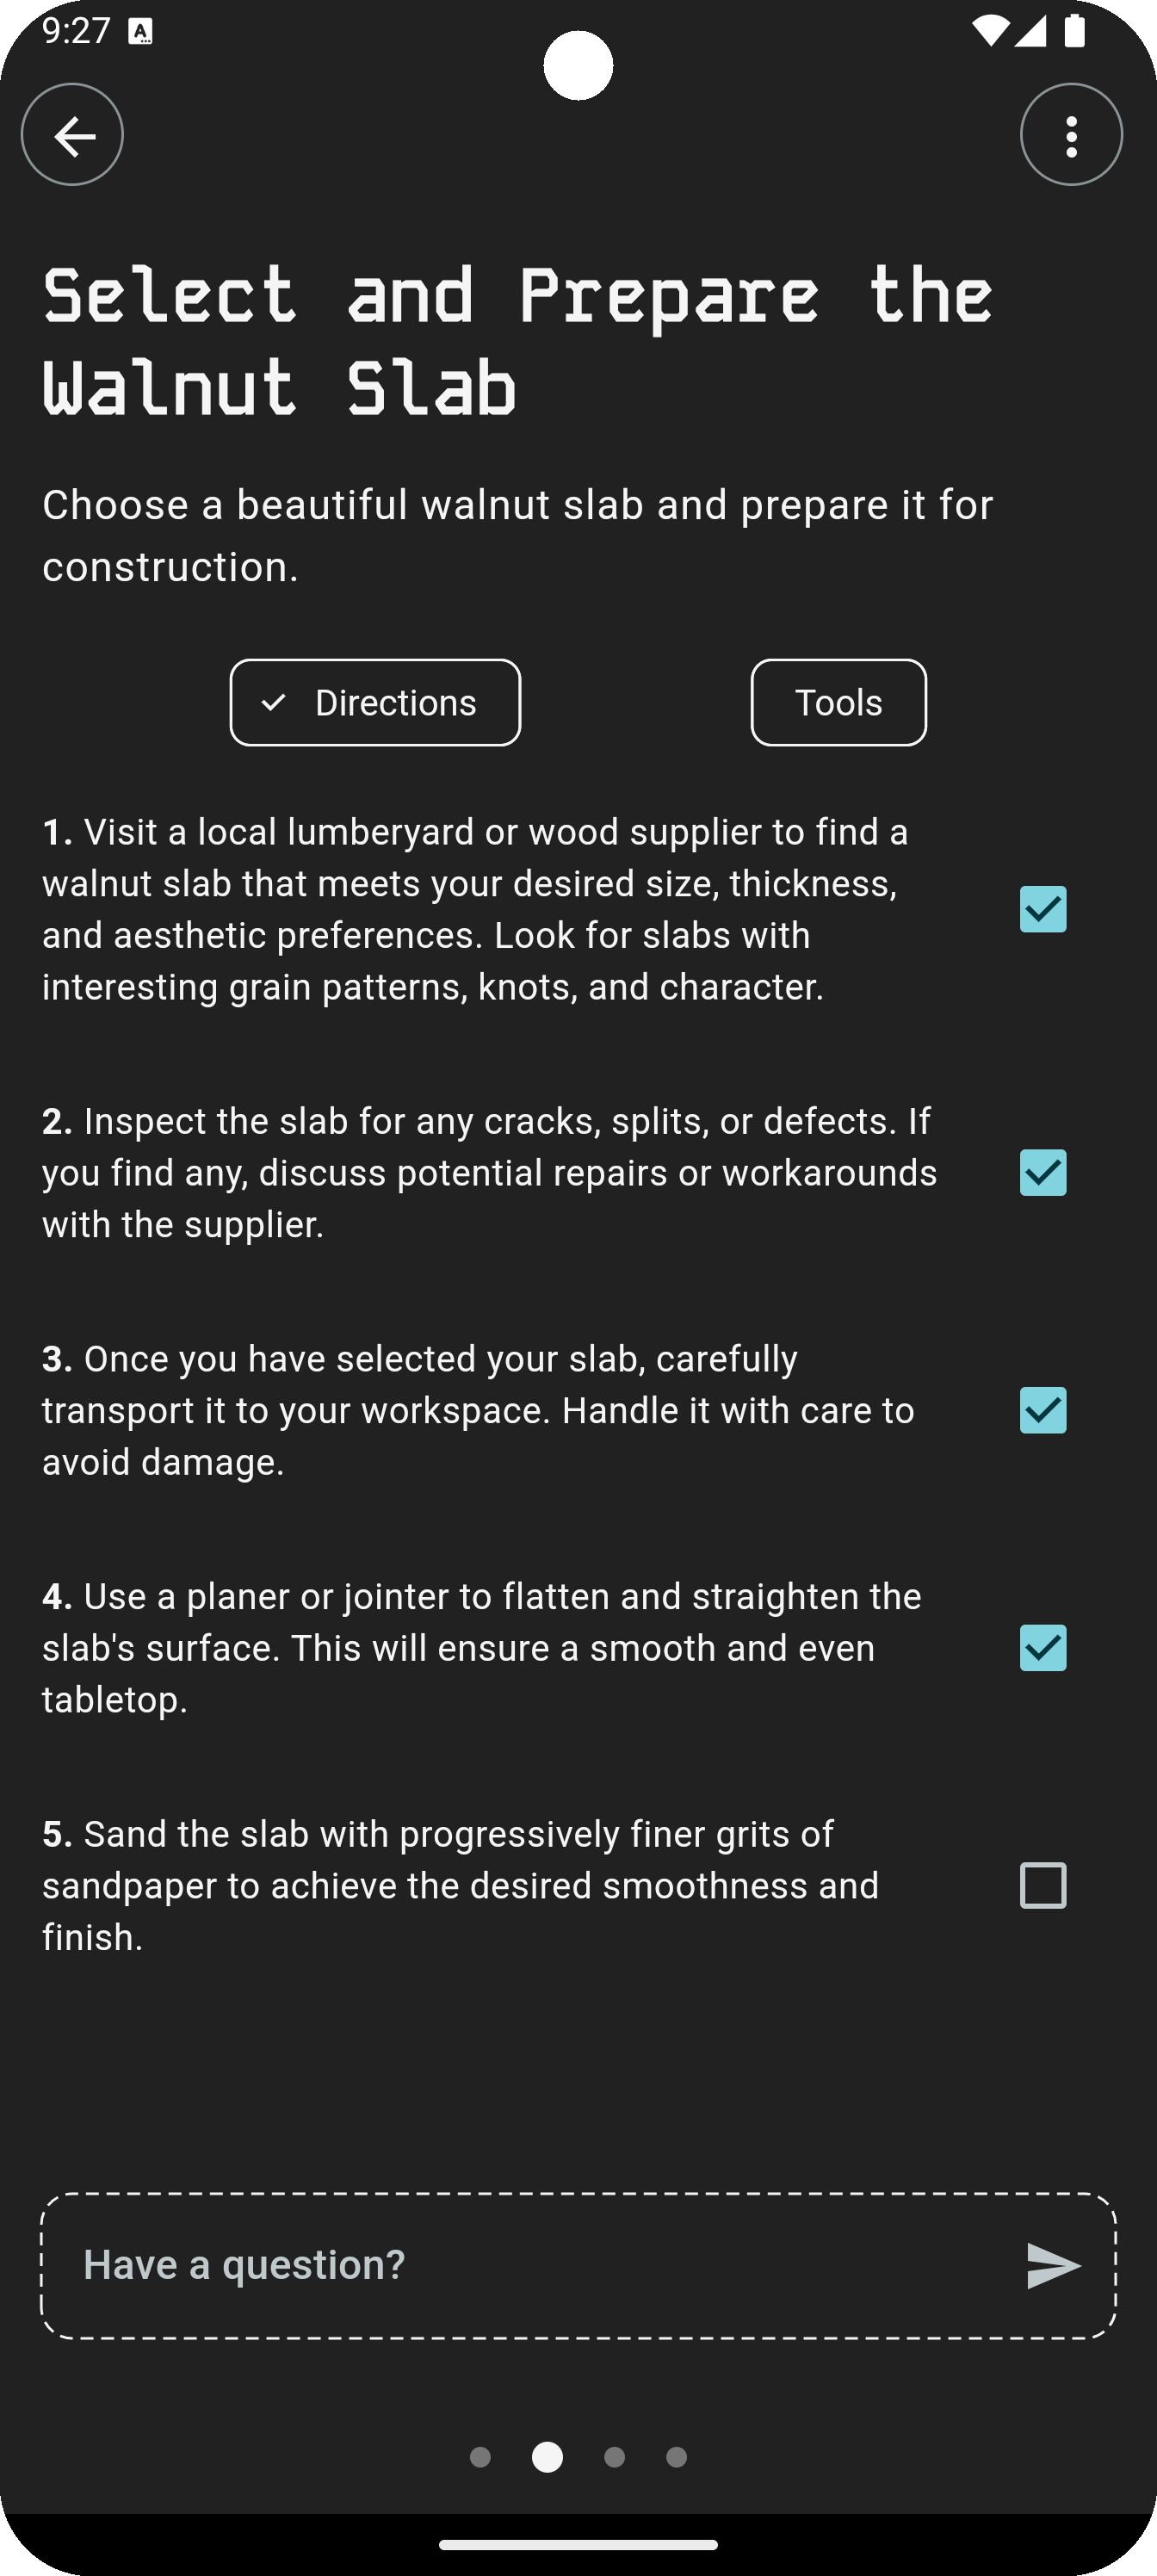 9:27
Select and Prepare the
Walnut Slab
Choose a beautiful walnut slab and prepare it for
construction.
Directions
Tools
1. Visit a local lumberyard or wood supplier to find a
walnut slab that meets your desired size, thickness,
and aesthetic preferences. Look for slabs with
interesting grain patterns, knots, and character.
2. Inspect the slab for any cracks, splits, or defects. If
you find any, discuss potential repairs or workarounds
with the supplier.
3. Once you have selected your slab, carefully
transport it to your workspace. Handle it with care to
avoid damage.
4. Use a planer or jointer to flatten and straighten the
slab's surface. This will ensure a smooth and even
tabletop.
5. Sand the slab with progressively finer grits of
sandpaper to achieve the desired smoothness and
finish.
Have a question?